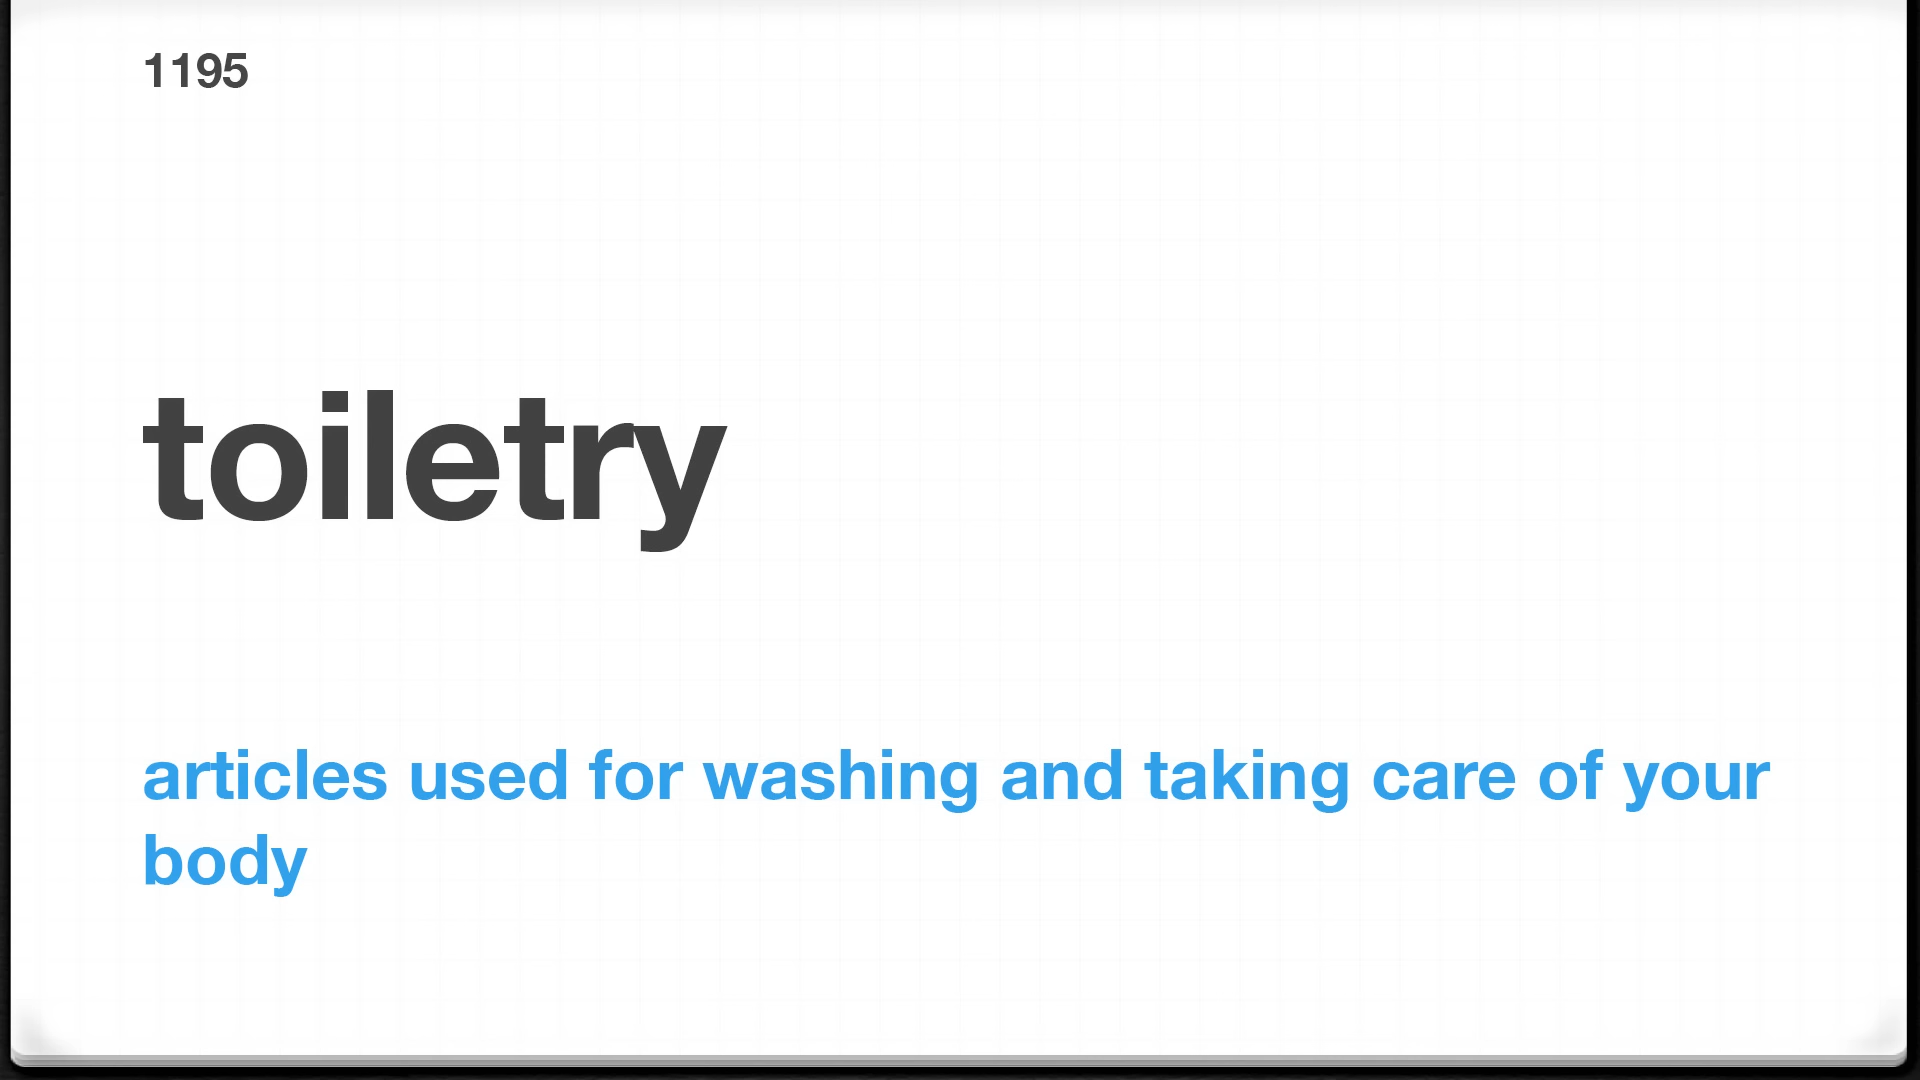 1195
toiletry
articles used for washing and taking care of your
body